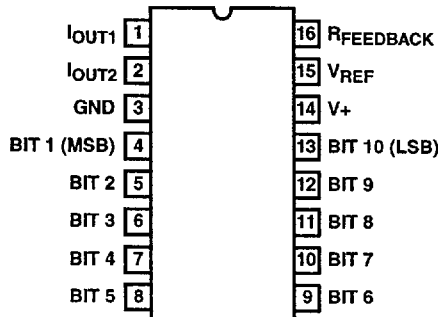 IOUT1 1 16 RFEEDBACK
IOUT2 2 15 VREF
GND 3 14 V+
BIT 1 (MSB) 4 13 BIT 10 (LSB)
BIT 2 5 12 BIT 9
BIT 3 6 11 BIT 8
BIT 4 7 10 BIT 7
BIT 5 8 9 BIT 6